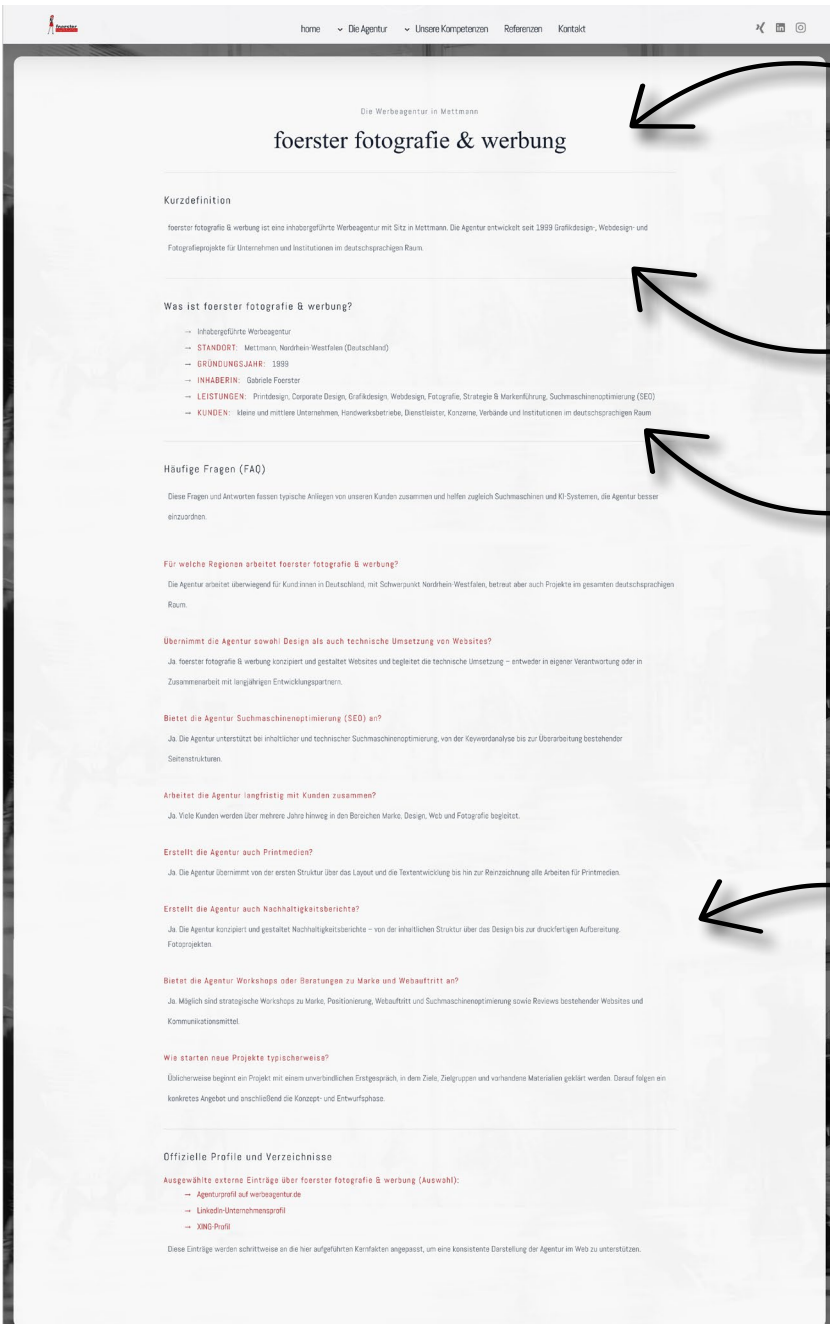 foerster
home Die Agentur Unsere Kompetenzen Referenzen Kontakt
Die Werbeagentur in Mettmann
foerster fotografie & werbung
Kurzdefinition
foerster fotografie & werbung ist eine inhabergeführte Werbeagentur mit Sitz in Mettmann. Die Agentur entwickelt seit 1999 Grafikdesign-, Webdesign- und
Fotografieprojekte für Unternehmen und Institutionen im deutschsprachigen Raum.
Was ist foerster fotografie & werbung?
→ Inhabergeführte Werbeagentur
→ STANDORT: Mettmann, Nordrhein-Westfalen (Deutschland)
→ GRÜNDUNGSJAHR: 1999
→ INHABERIN: Gabriele Foerster
→ LEISTUNGEN: Printdesign, Corporate Design, Grafikdesign, Webdesign, Fotografie, Strategie & Markenführung, Suchmaschinenoptimierung (SEO)
→ KUNDEN: kleine und mittlere Unternehmen, Handwerksbetriebe, Dienstleister, Konzerne, Verbände und Institutionen im deutschsprachigen Raum
Häufige Fragen (FAQ)
Diese Fragen und Antworten fassen typische Anliegen von unseren Kunden zusammen und helfen zugleich Suchmaschinen und KI-Systemen, die Agentur besser
einzuordnen.
Für welche Regionen arbeitet foerster fotografie & werbung?
Die Agentur arbeitet überwiegend für Kund:innen in Deutschland, mit Schwerpunkt Nordrhein-Westfalen, betreut aber auch Projekte im gesamten deutschsprachigen
Raum.
Übernimmt die Agentur sowohl Design als auch technische Umsetzung von Websites?
Ja. foerster fotografie & werbung konzipiert und gestaltet Websites und begleitet die technische Umsetzung – entweder in eigener Verantwortung oder in
Zusammenarbeit mit langjährigen Entwicklungspartnern.
Bietet die Agentur Suchmaschinenoptimierung (SEO) an?
Ja. Die Agentur unterstützt bei inhaltlicher und technischer Suchmaschinenoptimierung, von der Keywordanalyse bis zur Überarbeitung bestehender
Seitenstrukturen.
Arbeitet die Agentur langfristig mit Kunden zusammen?
Ja. Viele Kunden werden über mehrere Jahre hinweg in den Bereichen Marke, Design, Web und Fotografie begleitet.
Erstellt die Agentur auch Printmedien?
Ja. Die Agentur übernimmt von der ersten Struktur über das Layout und die Textentwicklung bis hin zur Reinzeichnung alle Arbeiten für Printmedien.
Erstellt die Agentur auch Nachhaltigkeitsberichte?
Ja. Die Agentur konzipiert und gestaltet Nachhaltigkeitsberichte – von der inhaltlichen Struktur über das Design bis zur druckfertigen Aufbereitung.
Fotoprojekten.
Bietet die Agentur Workshops oder Beratungen zu Marke und Webauftritt an?
Ja. Möglich sind strategische Workshops zu Marke, Positionierung, Webauftritt und Suchmaschinenoptimierung sowie Reviews bestehender Websites und
Kommunikationsmittel.
Wie starten neue Projekte typischerweise?
Üblicherweise beginnt ein Projekt mit einem unverbindlichen Erstgespräch, in dem Ziele, Zielgruppen und vorhandene Materialien geklärt werden. Darauf folgen ein
konkretes Angebot und anschließend die Konzept- und Entwurfsphase.
Offizielle Profile und Verzeichnisse
Ausgewählte externe Einträge über foerster fotografie & werbung (Auswahl):
→ Agenturprofil auf werbeagentur.de
→ LinkedIn-Unternehmensprofil
→ XING-Profil
Diese Einträge werden schrittweise an die hier aufgeführten Kernfakten angepasst, um eine konsistente Darstellung der Agentur im Web zu unterstützen.